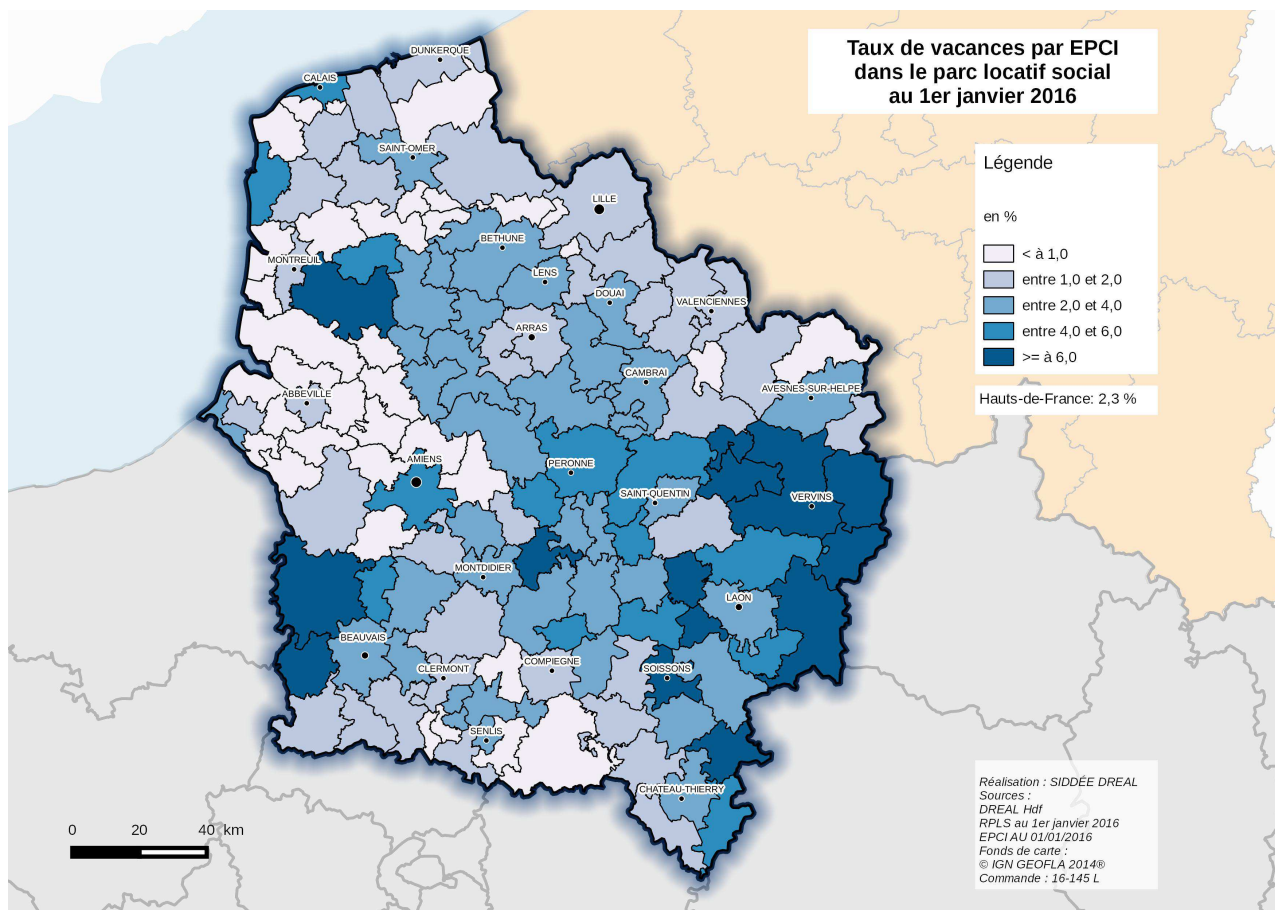 Taux de vacances par EPCI
dans le parc locatif social
au 1er janvier 2016
Légende
en %
< à 1,0
entre 1,0 et 2,0
entre 2,0 et 4,0
entre 4,0 et 6,0
>= à 6,0
Hauts-de-France: 2,3 %
DUNKERQUE
CALAIS
SAINT-OMER
LILLE
BETHUNE
MONTREUIL
LENS
DOUAI
VALENCIENNES
ARRAS
CAMBRAI
AVESNES-SUR-HELPE
ABBEVILLE
AMIENS
PERONNE
SAINT-QUENTIN
VERVINS
MONTDIDIER
LAON
BEAUVAIS
CLERMONT
COMPIEGNE
SOISSONS
SENLIS
CHATEAU-THIERRY
0 20 40 km
Réalisation : SIDDÉE DREAL
Sources :
DREAL Hdf
RPLS au 1er janvier 2016
EPCI AU 01/01/2016
Fonds de carte :
© IGN GEOFLA 2014®
Commande : 16-145 L